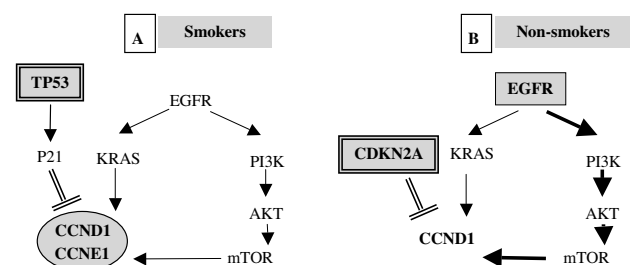 A
Smokers
TP53
EGFR
P21
KRAS
PI3K
AKT
CCND1
CCNE1
mTOR
B
Non-smokers
EGFR
CDKN2A
KRAS
PI3K
AKT
CCND1
mTOR